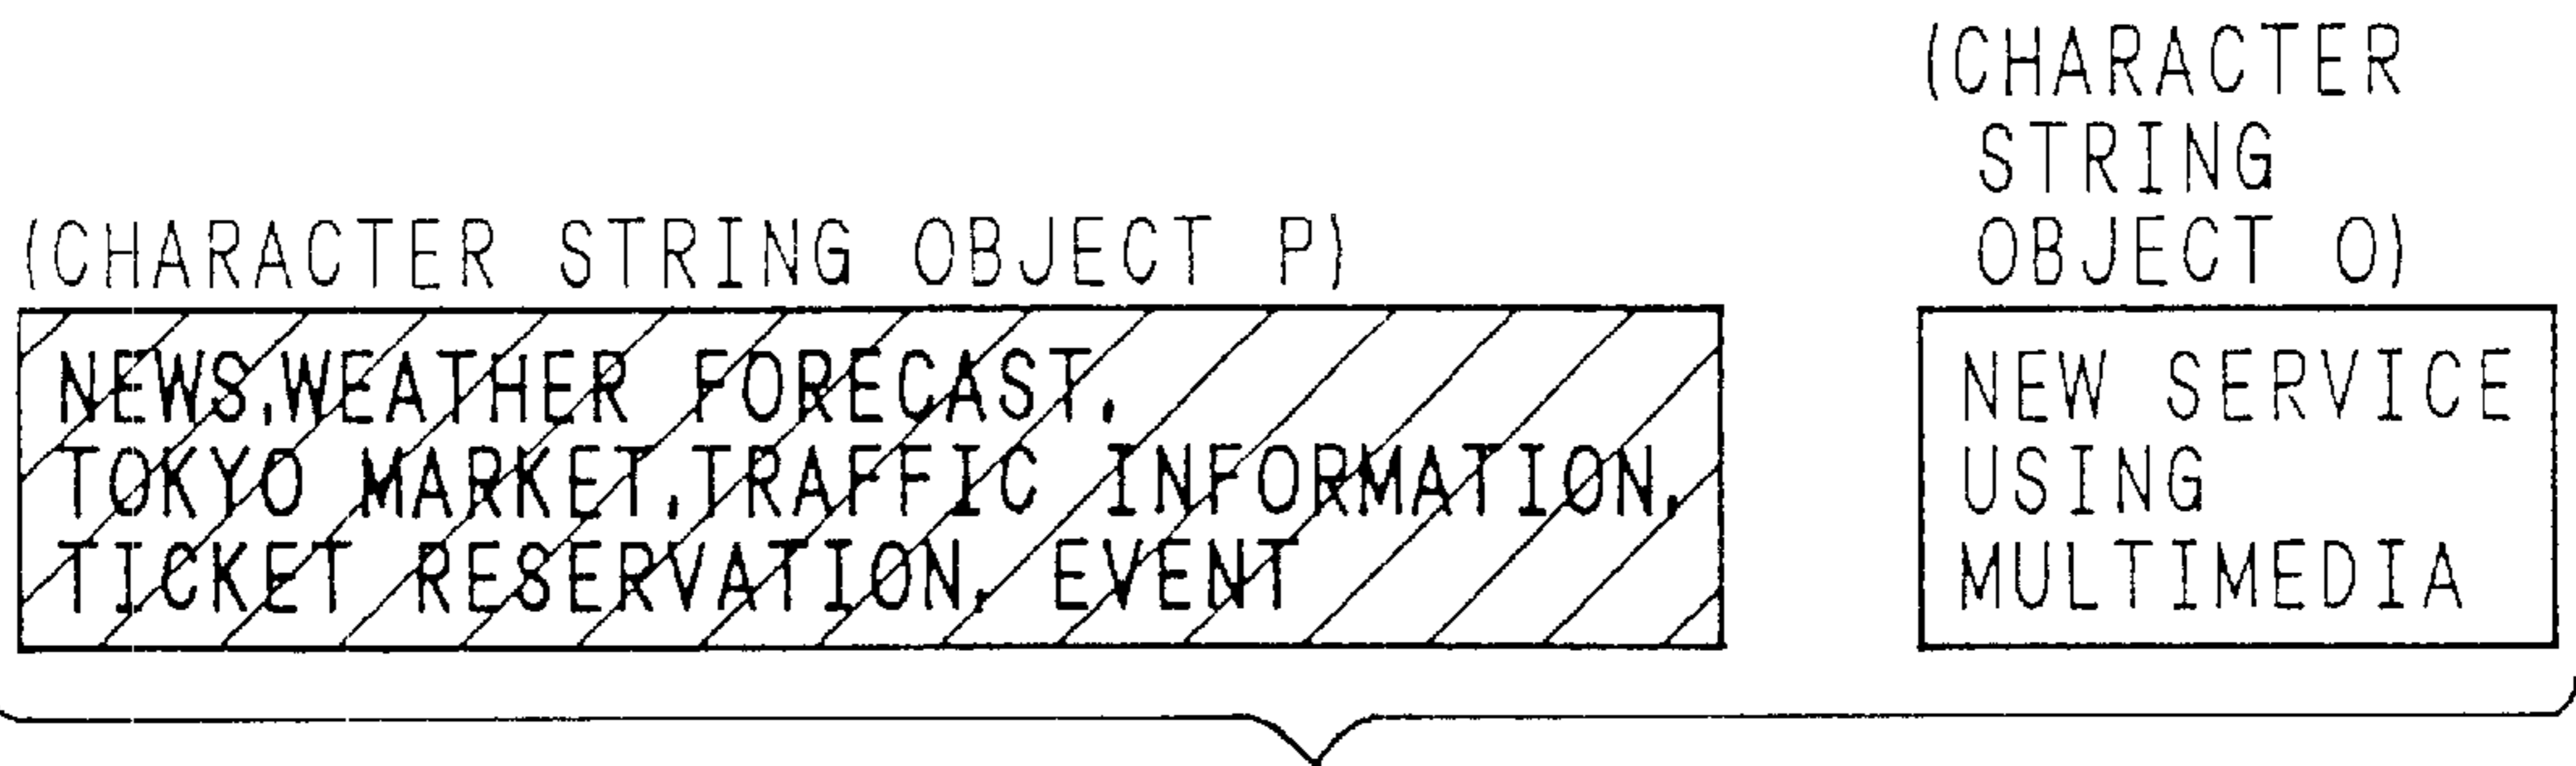 (CHARACTER STRING OBJECT P)
NEWS,WEATHER FORECAST,
TOKYO MARKET,TRAFFIC INFORMATION,
TICKET RESERVATION, EVENT
(CHARACTER
STRING
OBJECT O)
NEW SERVICE
USING
MULTIMEDIA